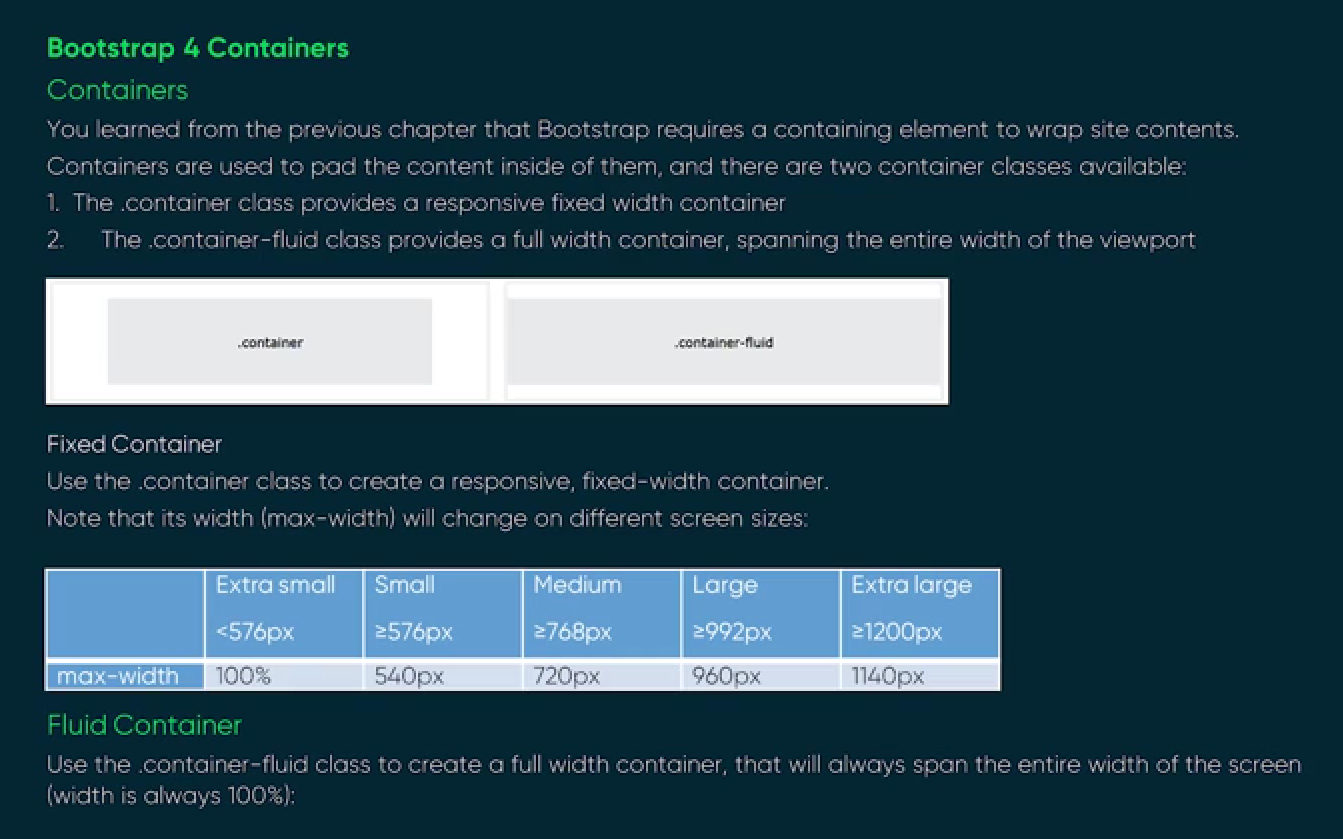 Bootstrap 4 Containers
Containers
You learned from the previous chapter that Bootstrap requires a containing element to wrap site contents.
Containers are used to pad the content inside of them, and there are two container classes available:
1. The .container class provides a responsive fixed width container
2. The .container-fluid class provides a full width container, spanning the entire width of the viewport
.container .container-fluid
Fixed Container
Use the .container class to create a responsive, fixed-width container.
Note that its width (max-width) will change on different screen sizes:
Extra small Small Medium Large Extra large
<576px ≥576px ≥768px ≥992px ≥1200px
max-width 100% 540px 720px 960px 1140px
Fluid Container
Use the .container-fluid class to create a full width container, that will always span the entire width of the screen
(width is always 100%):